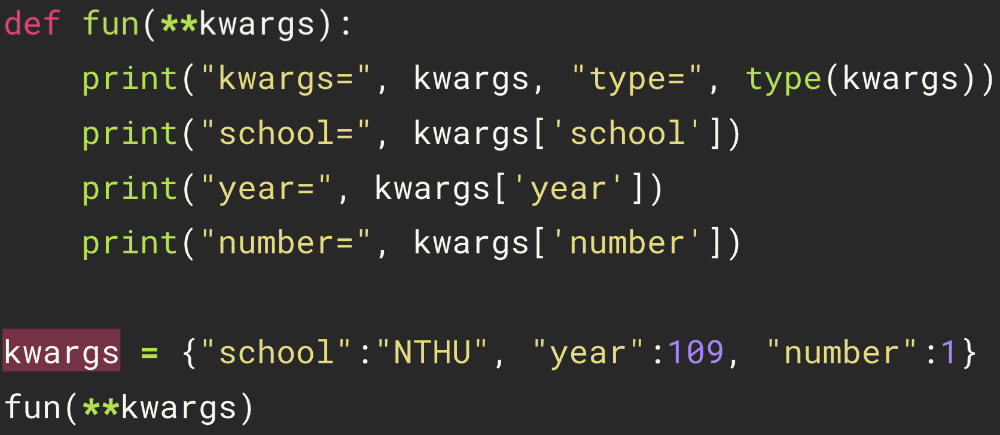 def fun(**kwargs):
    print("kwargs=", kwargs, "type=", type(kwargs))
    print("school=", kwargs['school'])
    print("year=", kwargs['year'])
    print("number=", kwargs['number'])

kwargs = {"school":"NTHU", "year":109, "number":1}
fun(**kwargs)